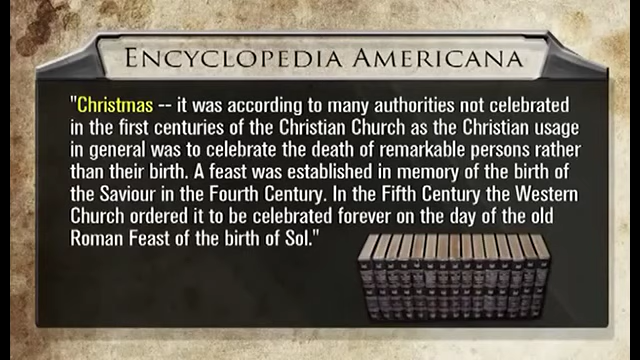 ENCYCLOPEDIA AMERICANA
"Christmas -- it was according to many authorities not celebrated
in the first centuries of the Christian Church as the Christian usage
in general was to celebrate the death of remarkable persons rather
than their birth. A feast was established in memory of the birth of
the Saviour in the Fourth Century. In the Fifth Century the Western
Church ordered it to be celebrated forever on the day of the old
Roman Feast of the birth of Sol."